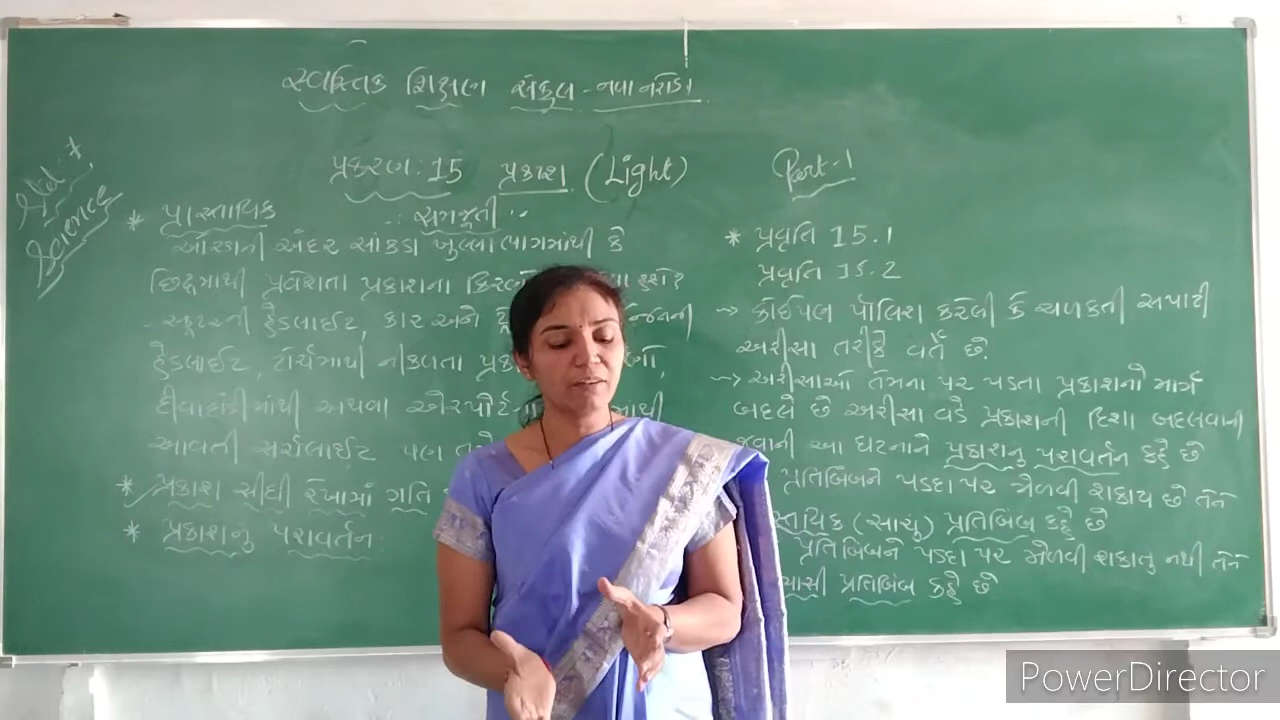 સ્વસ્તિક શિક્ષણ સંકુલ - નવા નરોડા
Std : 7,
Science
પ્રકરણ : 15 પ્રકાશ (Light)
Part-1
* પ્રાસ્તાવિક
-: સમજૂતી :-
ઓરડાની અંદર સાંકડા ખુલ્લા ભાગમાંથી કે
છિદ્રમાંથી પ્રવેશતા પ્રકાશના હશે?
- સ્કૂટરની હેડલાઈટ, કાર અને
હેડલાઈટ, ટોર્ચમાંથી નીકળતા
દીવાદાંડીમાંથી અથવા
આવતી સર્ચલાઈટ પણ
* પ્રકાશ સીધી રેખામાં ગતિ
* પ્રકાશનું પરાવર્તન :
* પ્રવૃતિ 15.1
પ્રવૃતિ 15.2
→ કોઈપણ પૉલિશ કરેલી કે ચળકતી સપાટી
અરીસા તરીકે વર્તે છે.
→ અરીસાઓ તેમના પર પડતા પ્રકાશનો માર્ગ
બદલે છે અરીસા વડે પ્રકાશની દિશા બદલવાની
જવાની આ ઘટનાને પ્રકાશનું પરાવર્તન કહે છે
પ્રતિબિંબને પડદા પર મેળવી શકાય છે તેને
(સાચુ) પ્રતિબિંબ કહે છે
પ્રતિબિંબને પડદા પર મેળવી શકાતુ નથી તેને
પ્રતિબિંબ કહે છે
PowerDirector